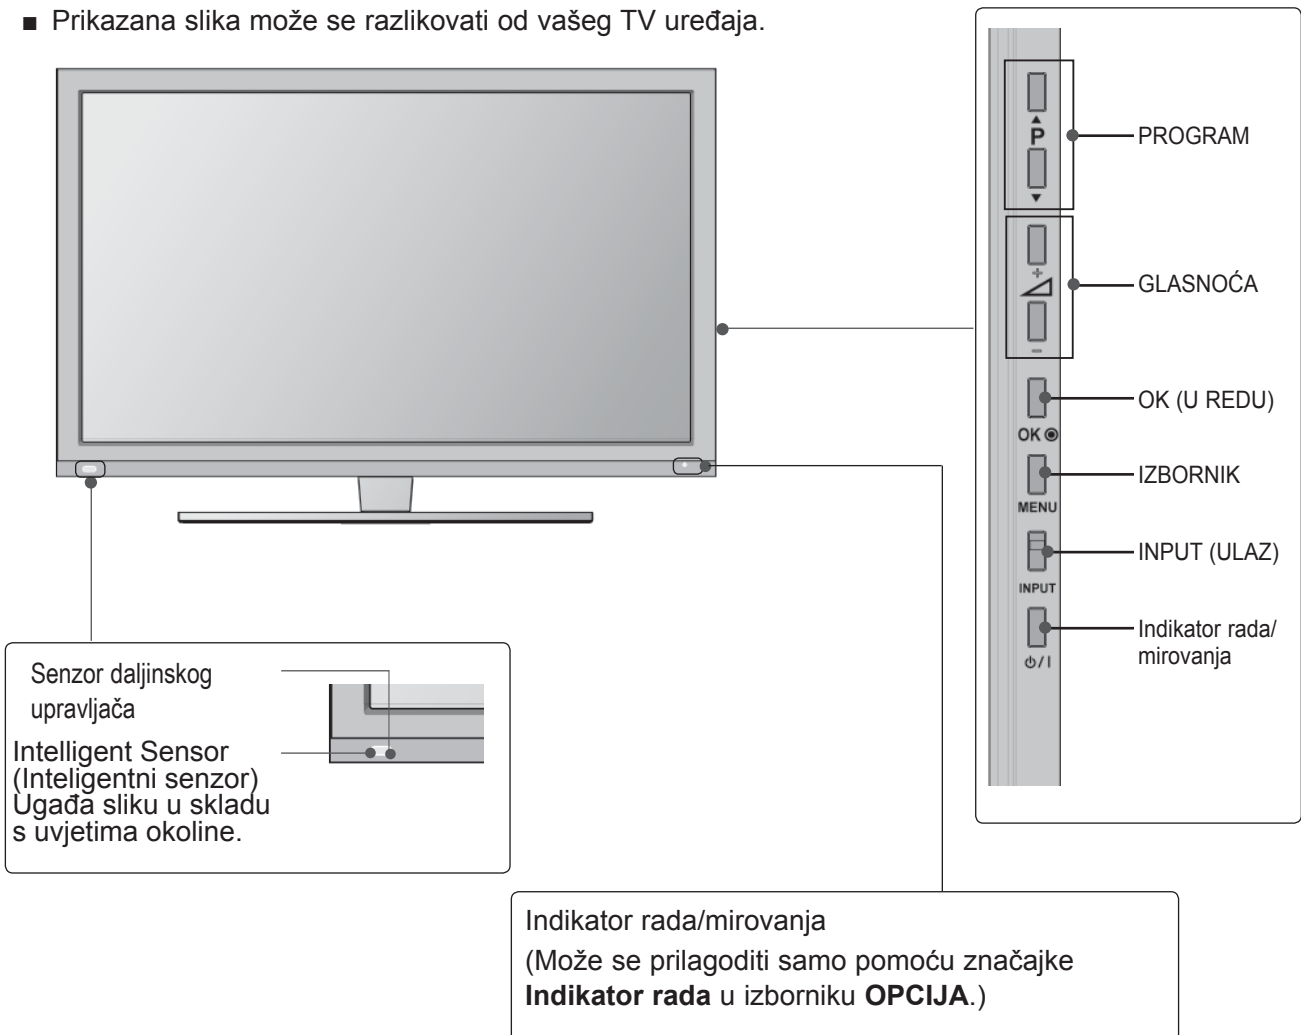 ■ Prikazana slika može se razlikovati od vašeg TV uređaja.
P
PROGRAM
+
GLASNOĆA
-
OK (U REDU)
OK
IZBORNIK
MENU
INPUT (ULAZ)
INPUT
Indikator rada/
mirovanja
⏻/I
Senzor daljinskog
upravljača
Intelligent Sensor
(Inteligentni senzor)
Ugađa sliku u skladu
s uvjetima okoline.
Indikator rada/mirovanja
(Može se prilagoditi samo pomoću značajke
Indikator rada u izborniku OPCIJA.)